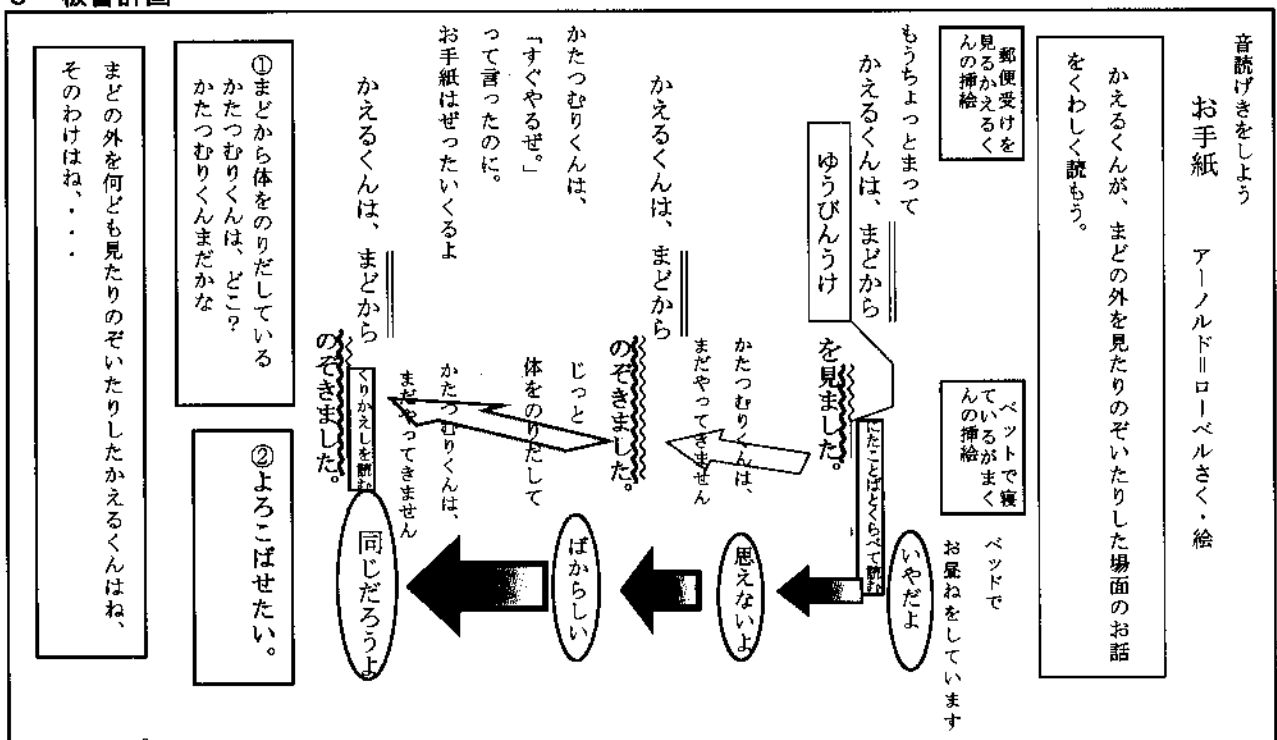 板書計画
音読げきをしよう
お手紙　アーノルド＝ローベルさく・絵
かえるくんが、まどの外を見たりのぞいたりした場面のお話
をくわしく読もう。
郵便受けを
見るかえるく
んの挿絵
ベットで寝
ているがまく
んの挿絵
ベッドで
お昼ねをしています
もうちょっとまって
かえるくんは、まどから
ゆうびんうけ
を見ました。
にたことばとくらべて読む
いやだよ
かたつむりくんは、
まだやってきません
思えないよ
かえるくんは、まどから
のぞきました。
じっと
体をのりだして
ばからしい
かたつむりくんは、
「すぐやるぜ。」
って言ったのに。
お手紙はぜったいくるよ
かたつむりくんは、
まだやってきません
かえるくんは、まどから
くりかえしを読む
のぞきました。
同じだろうよ
①まどから体をのりだしている
かたつむりくんは、どこ？
かたつむりくんまだかな
②よろこばせたい。
まどの外を何ども見たりのぞいたりしたかえるくんはね、
そのわけはね、・・・